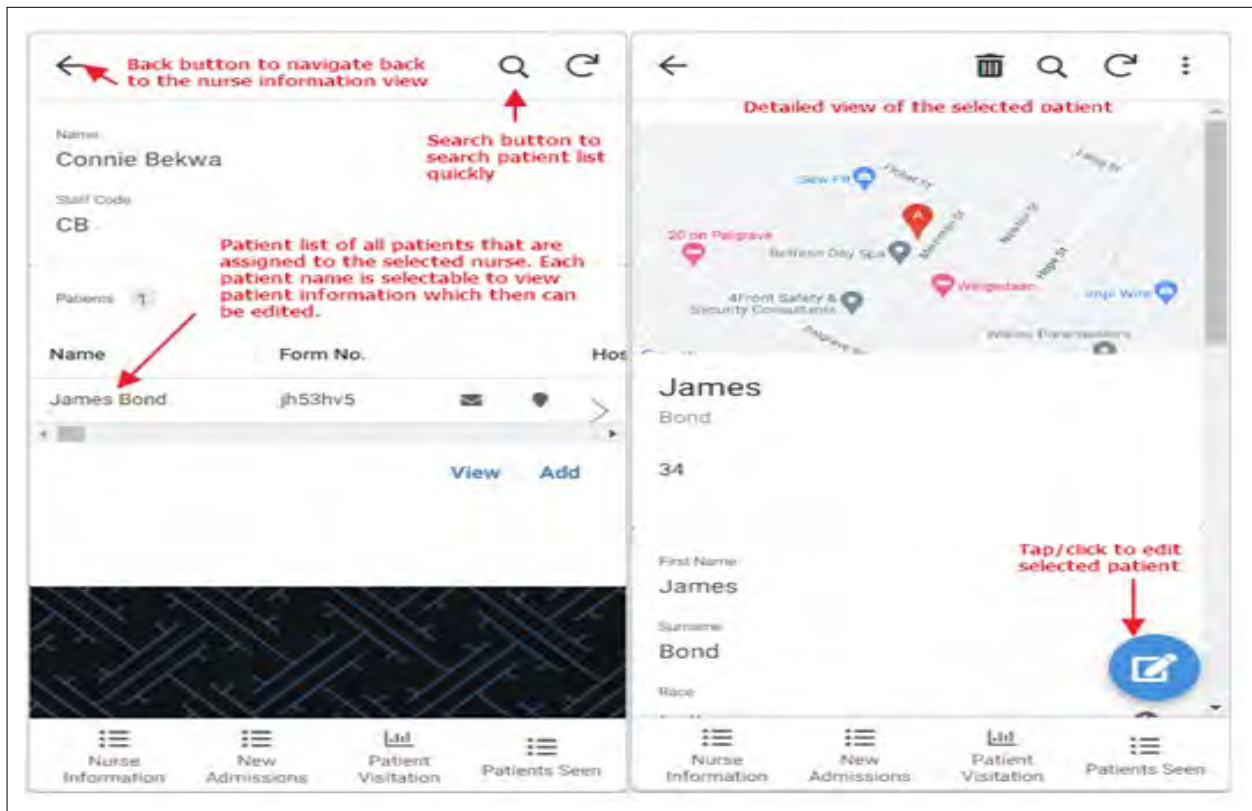 Back button to navigate back
to the nurse information view
Name
Connie Bekwa
Search button to
search patient list
quickly
Staff Code
CB
Patient list of all patients that are
assigned to the selected nurse. Each
patient name is selectable to view
patient information which then can
be edited.
Patients 1
Name Form No. Hos
James Bond jh53hv5
View Add
Nurse
Information
New
Admissions
Patient
Visitation
Patients Seen
Detailed view of the selected patient
A
20 on Palgrave
Day Spa
4Front Safety &
Security Consultants
Hope St
James
Bond
34
First Name
James
Tap/click to edit
selected patient
Surname
Bond
Race
Nurse
Information
New
Admissions
Patient
Visitation
Patients Seen